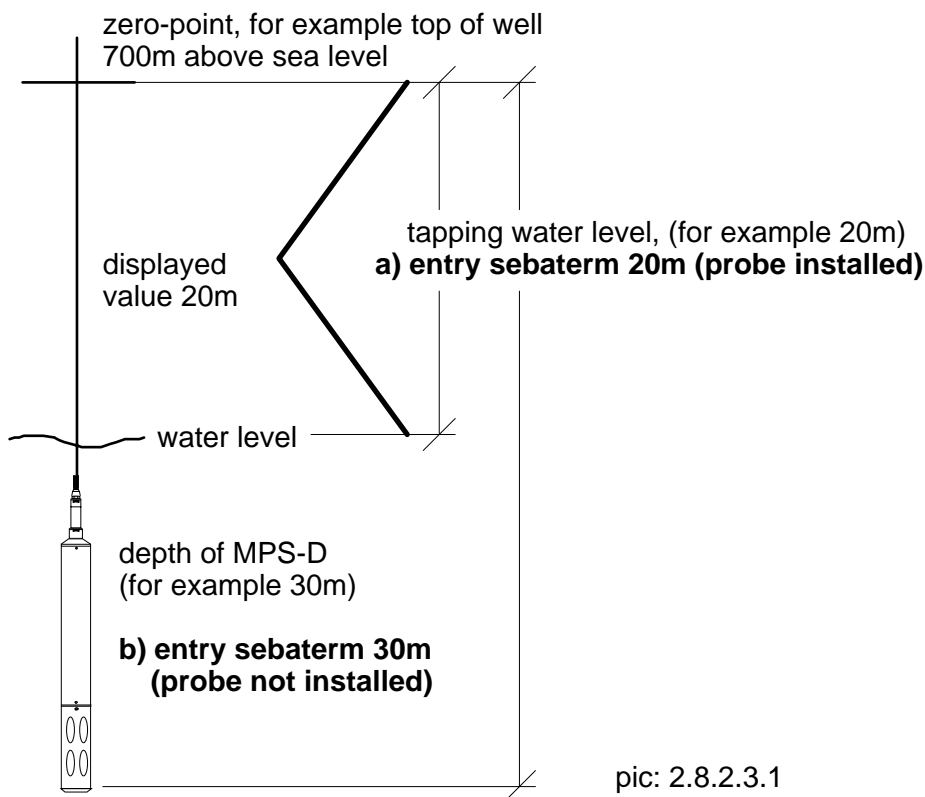 zero-point, for example top of well
700m above sea level
tapping water level, (for example 20m)
a) entry sebaterm 20m (probe installed)
displayed
value 20m
water level
depth of MPS-D
(for example 30m)
b) entry sebaterm 30m
(probe not installed)
pic: 2.8.2.3.1